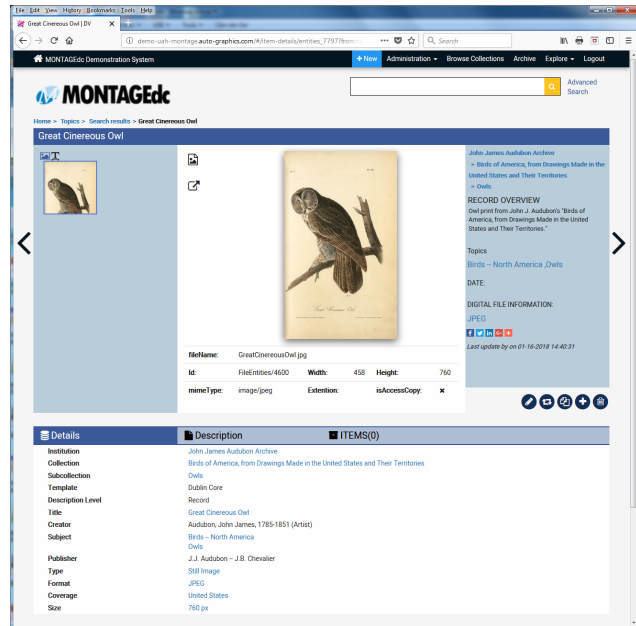 File Edit View History Bookmarks Tools Help
Great Cinereous Owl | DV
demo-uah-montage.auto-graphics.com/#/item-details/entities_7797?from=
Search
MONTAGEdc Demonstration System
+ New Administration Browse Collections Archive Explore Logout
MONTAGEdc
Advanced
Search
Home > Topics > Search results > Great Cinereous Owl
Great Cinereous Owl
John James Audubon Archive
> Birds of America, from Drawings Made in the
United States and Their Territories
> Owls
RECORD OVERVIEW
Owl print from John J. Audubon's "Birds of
America, from Drawings Made in the United
States and Their Territories."
Topics
Birds -- North America ,Owls
DATE:
DIGITAL FILE INFORMATION:
JPEG
Last update by on 01-16-2018 14:40:31
Great Cinereous Owl
fileName: GreatCinereousOwl.jpg
Id: FileEntities/4600 Width: 458 Height: 760
mimeType: image/jpeg Extention: isAccessCopy:
Details
Description
ITEMS(0)
Institution John James Audubon Archive
Collection Birds of America, from Drawings Made in the United States and Their Territories
Subcollection Owls
Template Dublin Core
Description Level Record
Title Great Cinereous Owl
Creator Audubon, John James, 1785-1851 (Artist)
Subject Birds -- North America
Owls
Publisher J.J. Audubon -- J.B. Chevalier
Type Still Image
Format JPEG
Coverage United States
Size 760 px